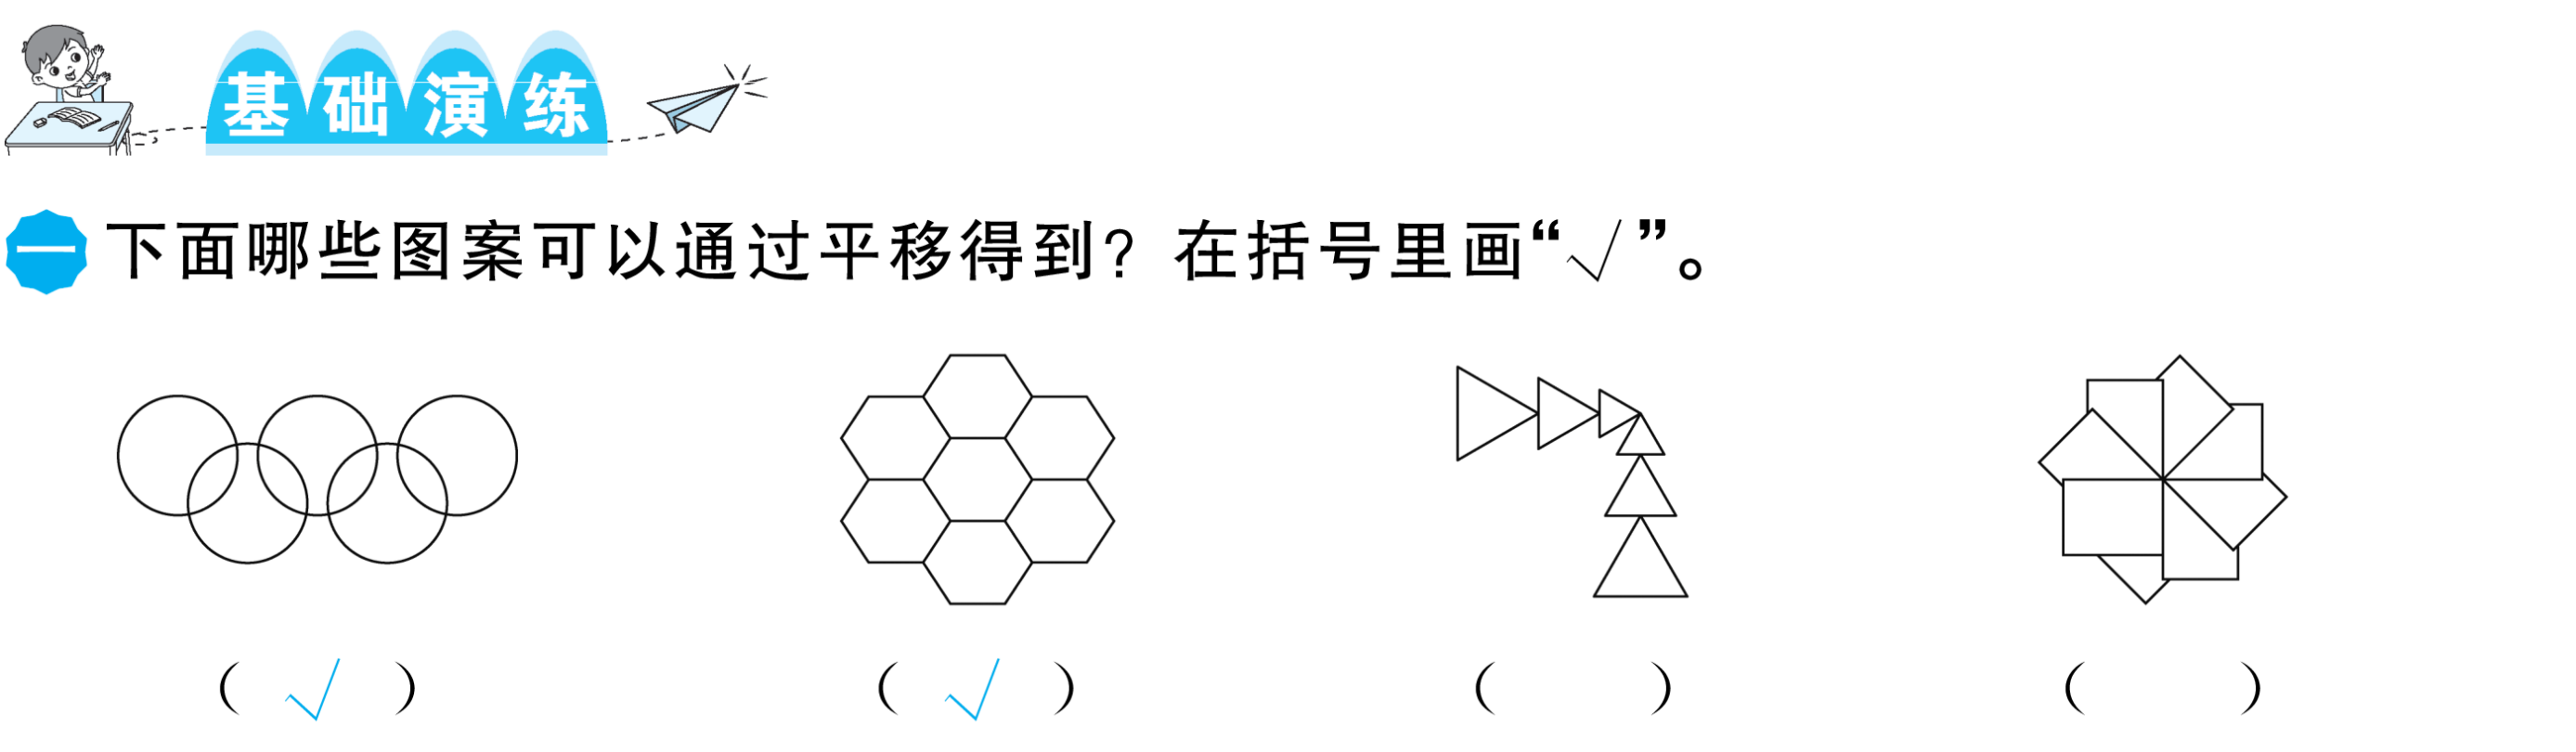 基础演练
一 下面哪些图案可以通过平移得到？在括号里画“√”。
（ √ ） （ √ ） （ ） （ ）